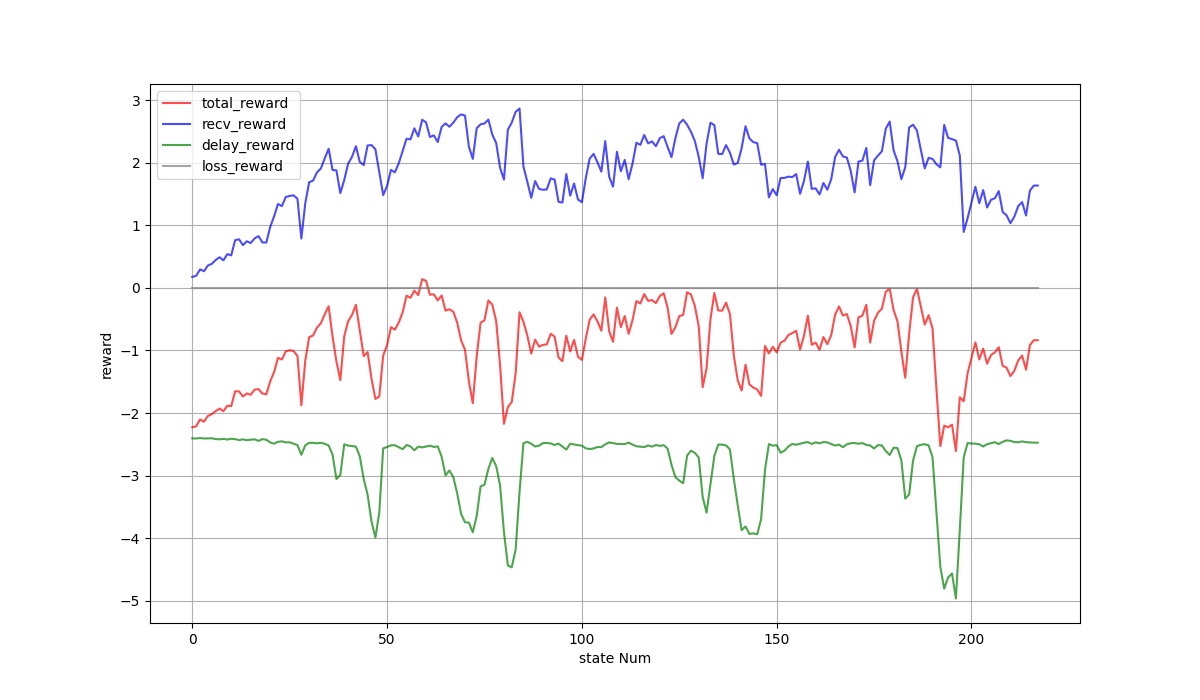 total_reward
recv_reward
delay_reward
loss_reward
3
2
1
0
−1
−2
−3
−4
−5
reward
0 50 100 150 200
state Num